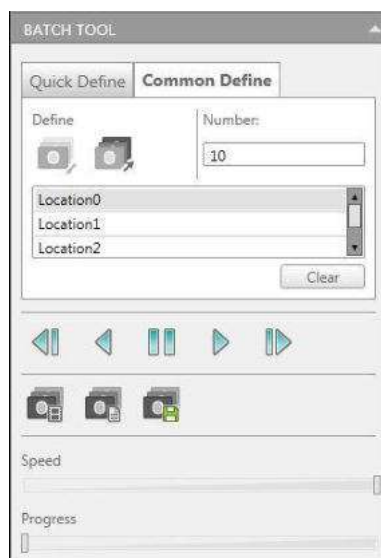 BATCH TOOL
Quick Define Common Define
Define Number:
10
Location0
Location1
Location2
Clear
Speed
Progress